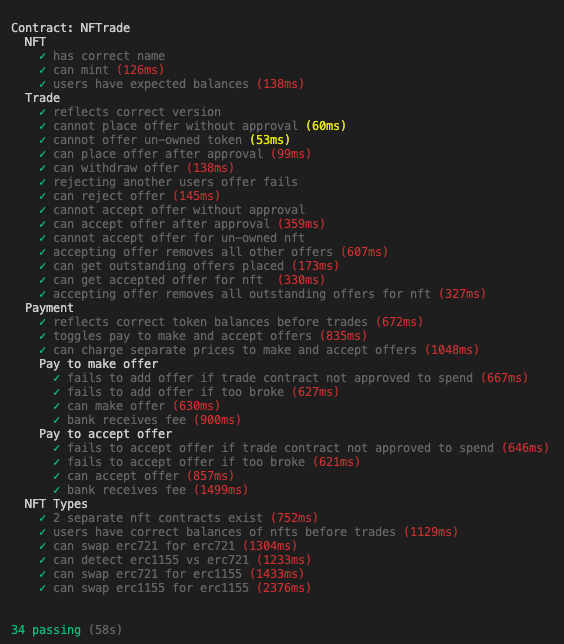 Contract: NFTrade
NFT
✓ has correct name
✓ can mint (126ms)
✓ users have expected balances (138ms)
Trade
✓ reflects correct version
✓ cannot place offer without approval (60ms)
✓ cannot offer un-owned token (53ms)
✓ can place offer after approval (99ms)
✓ can withdraw offer (138ms)
✓ rejecting another users offer fails
✓ can reject offer (145ms)
✓ cannot accept offer without approval
✓ can accept offer after approval (359ms)
✓ cannot accept offer for un-owned nft
✓ accepting offer removes all other offers (607ms)
✓ can get outstanding offers placed (173ms)
✓ can get accepted offer for nft  (330ms)
✓ accepting offer removes all outstanding offers for nft (327ms)
Payment
✓ reflects correct token balances before trades (672ms)
✓ toggles pay to make and accept offers (835ms)
✓ can charge separate prices to make and accept offers (1048ms)
Pay to make offer
✓ fails to add offer if trade contract not approved to spend (667ms)
✓ fails to add offer if too broke (627ms)
✓ can make offer (630ms)
✓ bank receives fee (900ms)
Pay to accept offer
✓ fails to accept offer if trade contract not approved to spend (646ms)
✓ fails to accept offer if too broke (621ms)
✓ can accept offer (857ms)
✓ bank receives fee (1499ms)
NFT Types
✓ 2 separate nft contracts exist (752ms)
✓ users have correct balances of nfts before trades (1129ms)
✓ can swap erc721 for erc721 (1304ms)
✓ can detect erc1155 vs erc721 (1233ms)
✓ can swap erc721 for erc1155 (1433ms)
✓ can swap erc1155 for erc1155 (2376ms)
34 passing (58s)